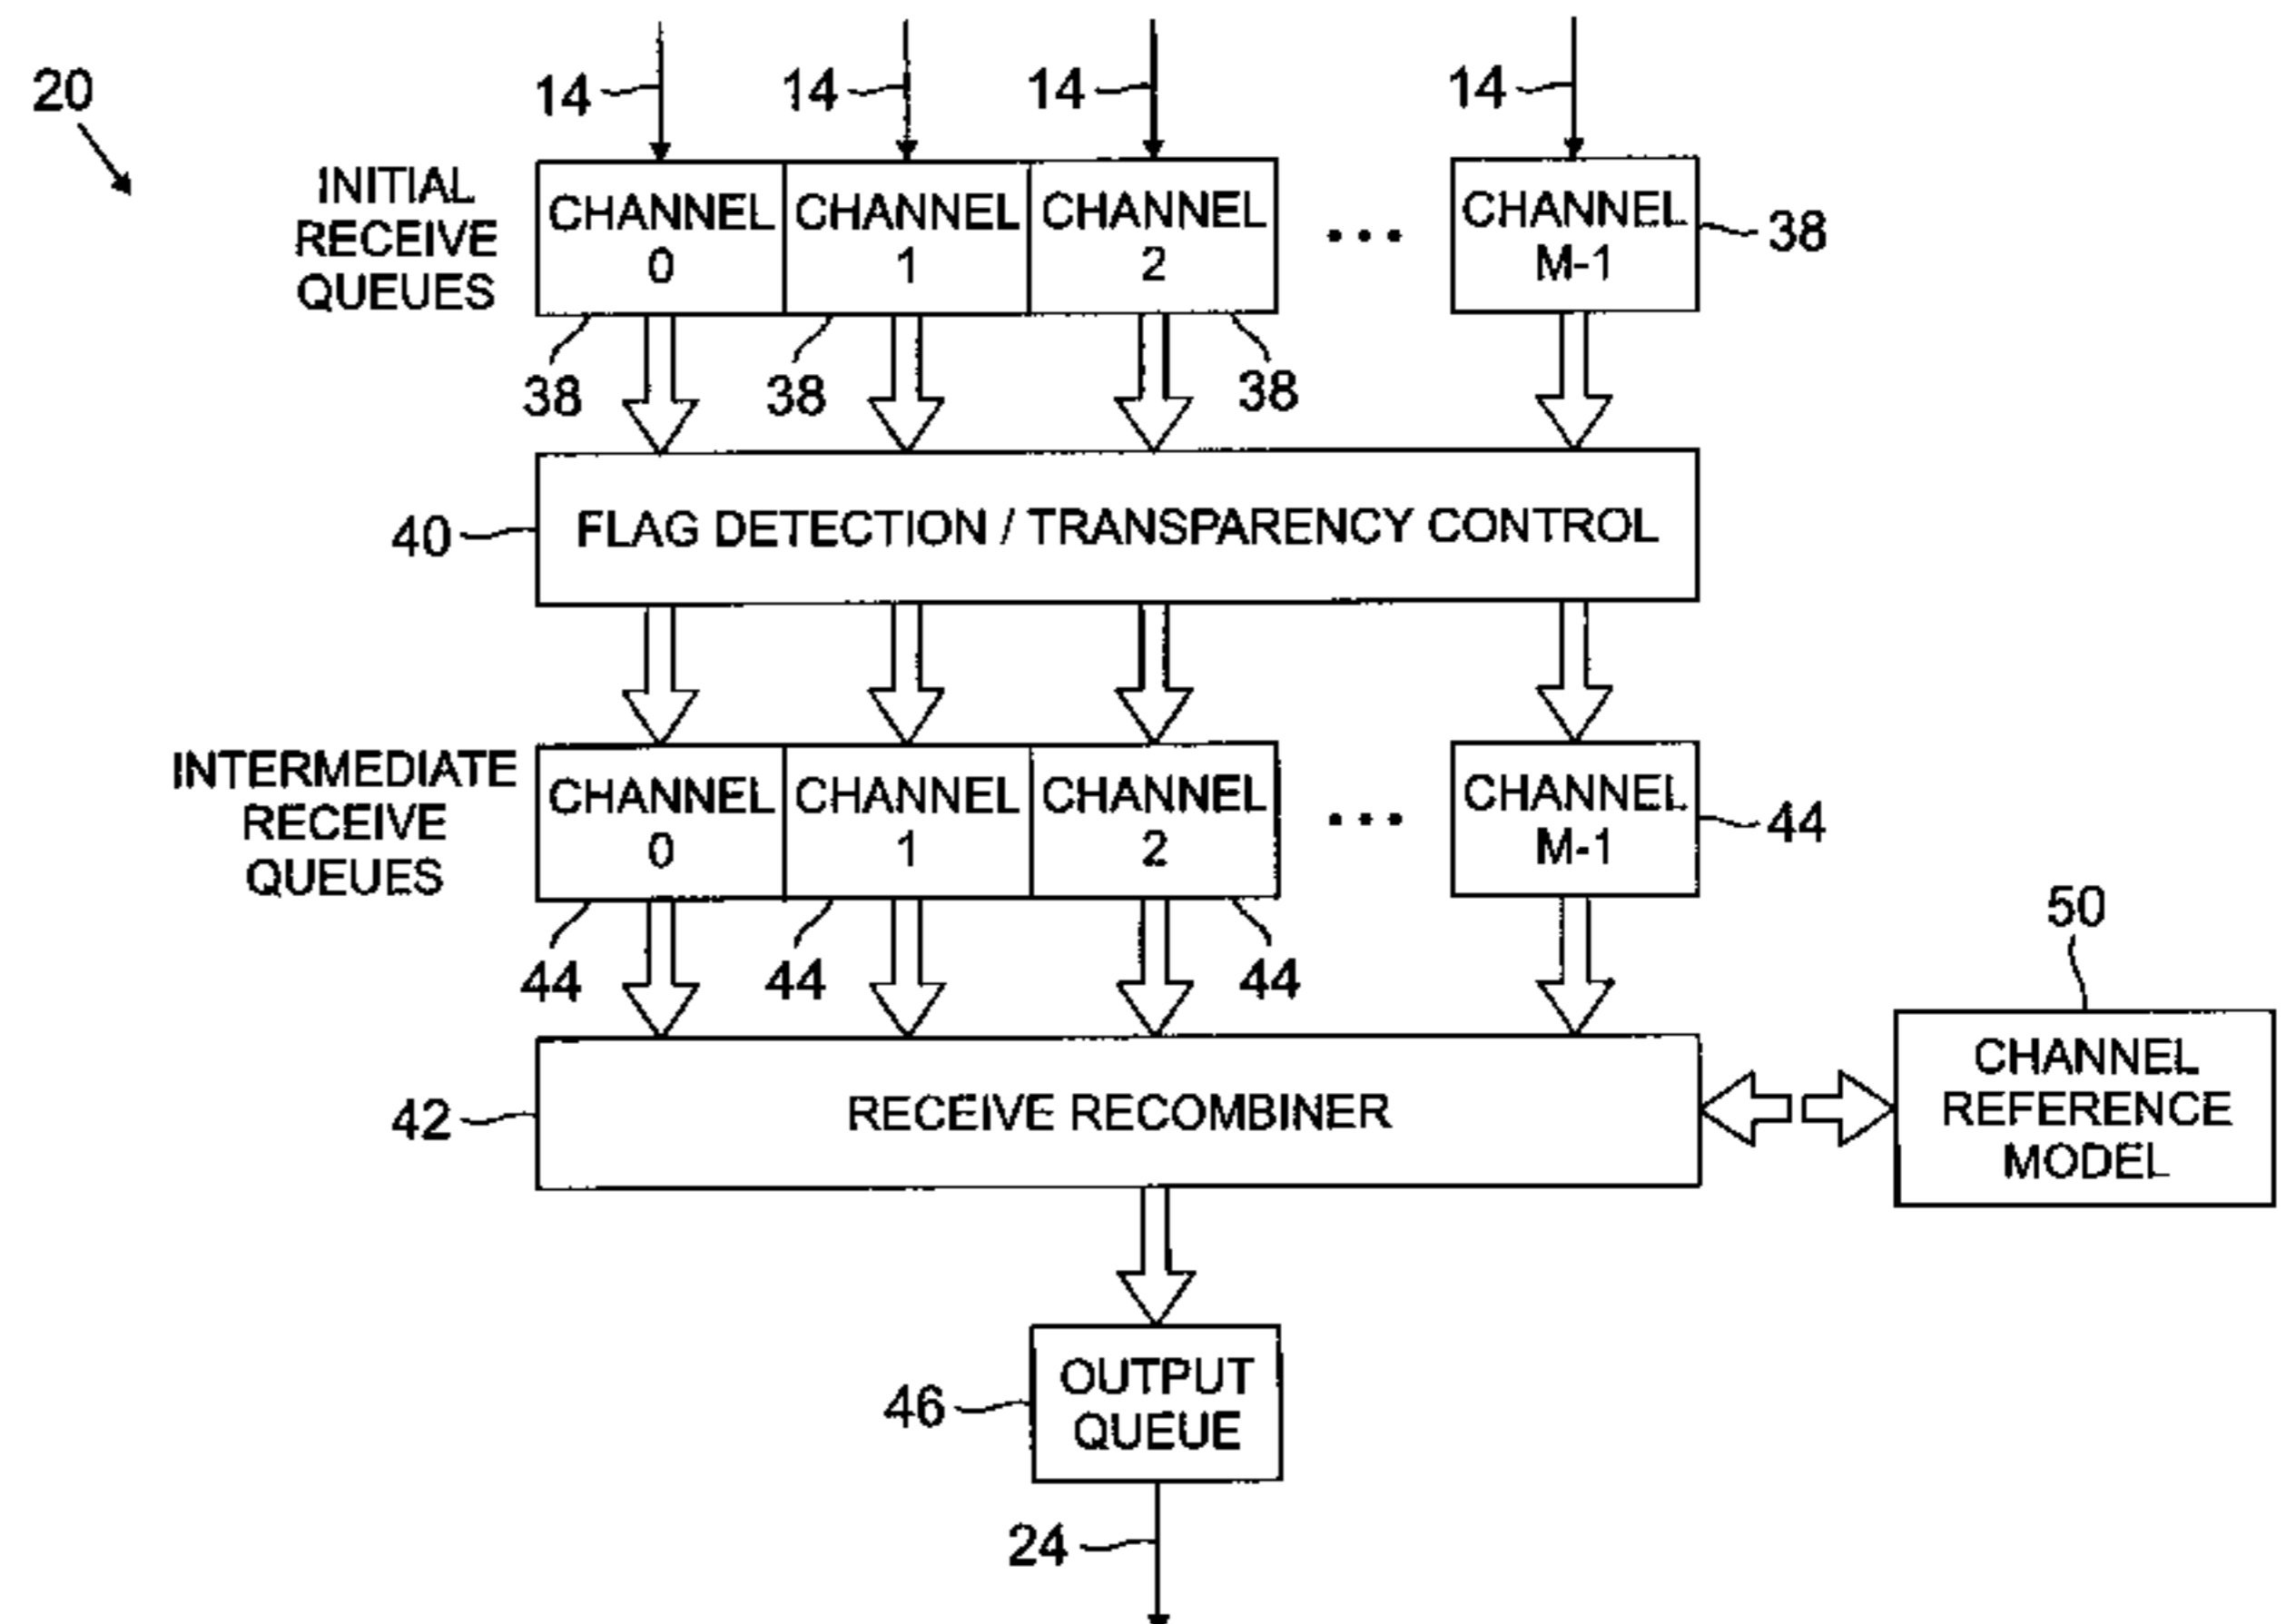 20
14 14 14 14
INITIAL
RECEIVE
QUEUES
CHANNEL
0
CHANNEL
1
CHANNEL
2
• • •
CHANNEL
M-1
38
38 38 38
40
FLAG DETECTION / TRANSPARENCY CONTROL
INTERMEDIATE
RECEIVE
QUEUES
CHANNEL
0
CHANNEL
1
CHANNEL
2
• • •
CHANNEL
M-1
44
44 44 44
50
42
RECEIVE RECOMBINER
CHANNEL
REFERENCE
MODEL
46
OUTPUT
QUEUE
24